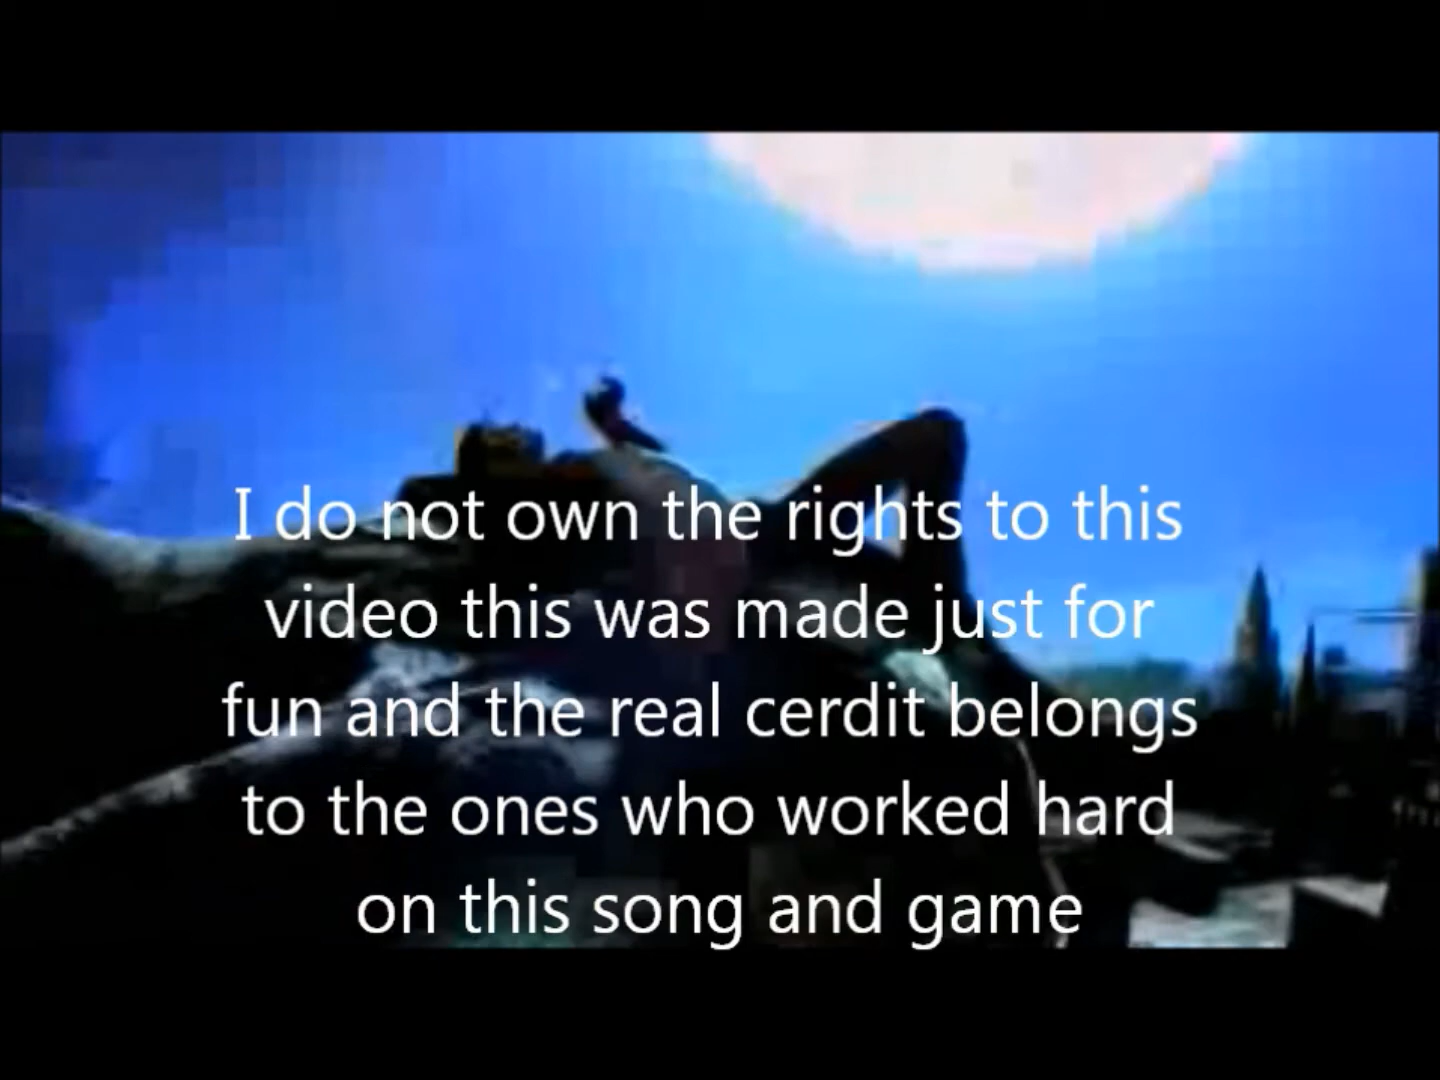 I do not own the rights to this
video this was made just for
fun and the real cerdit belongs
to the ones who worked hard
on this song and game